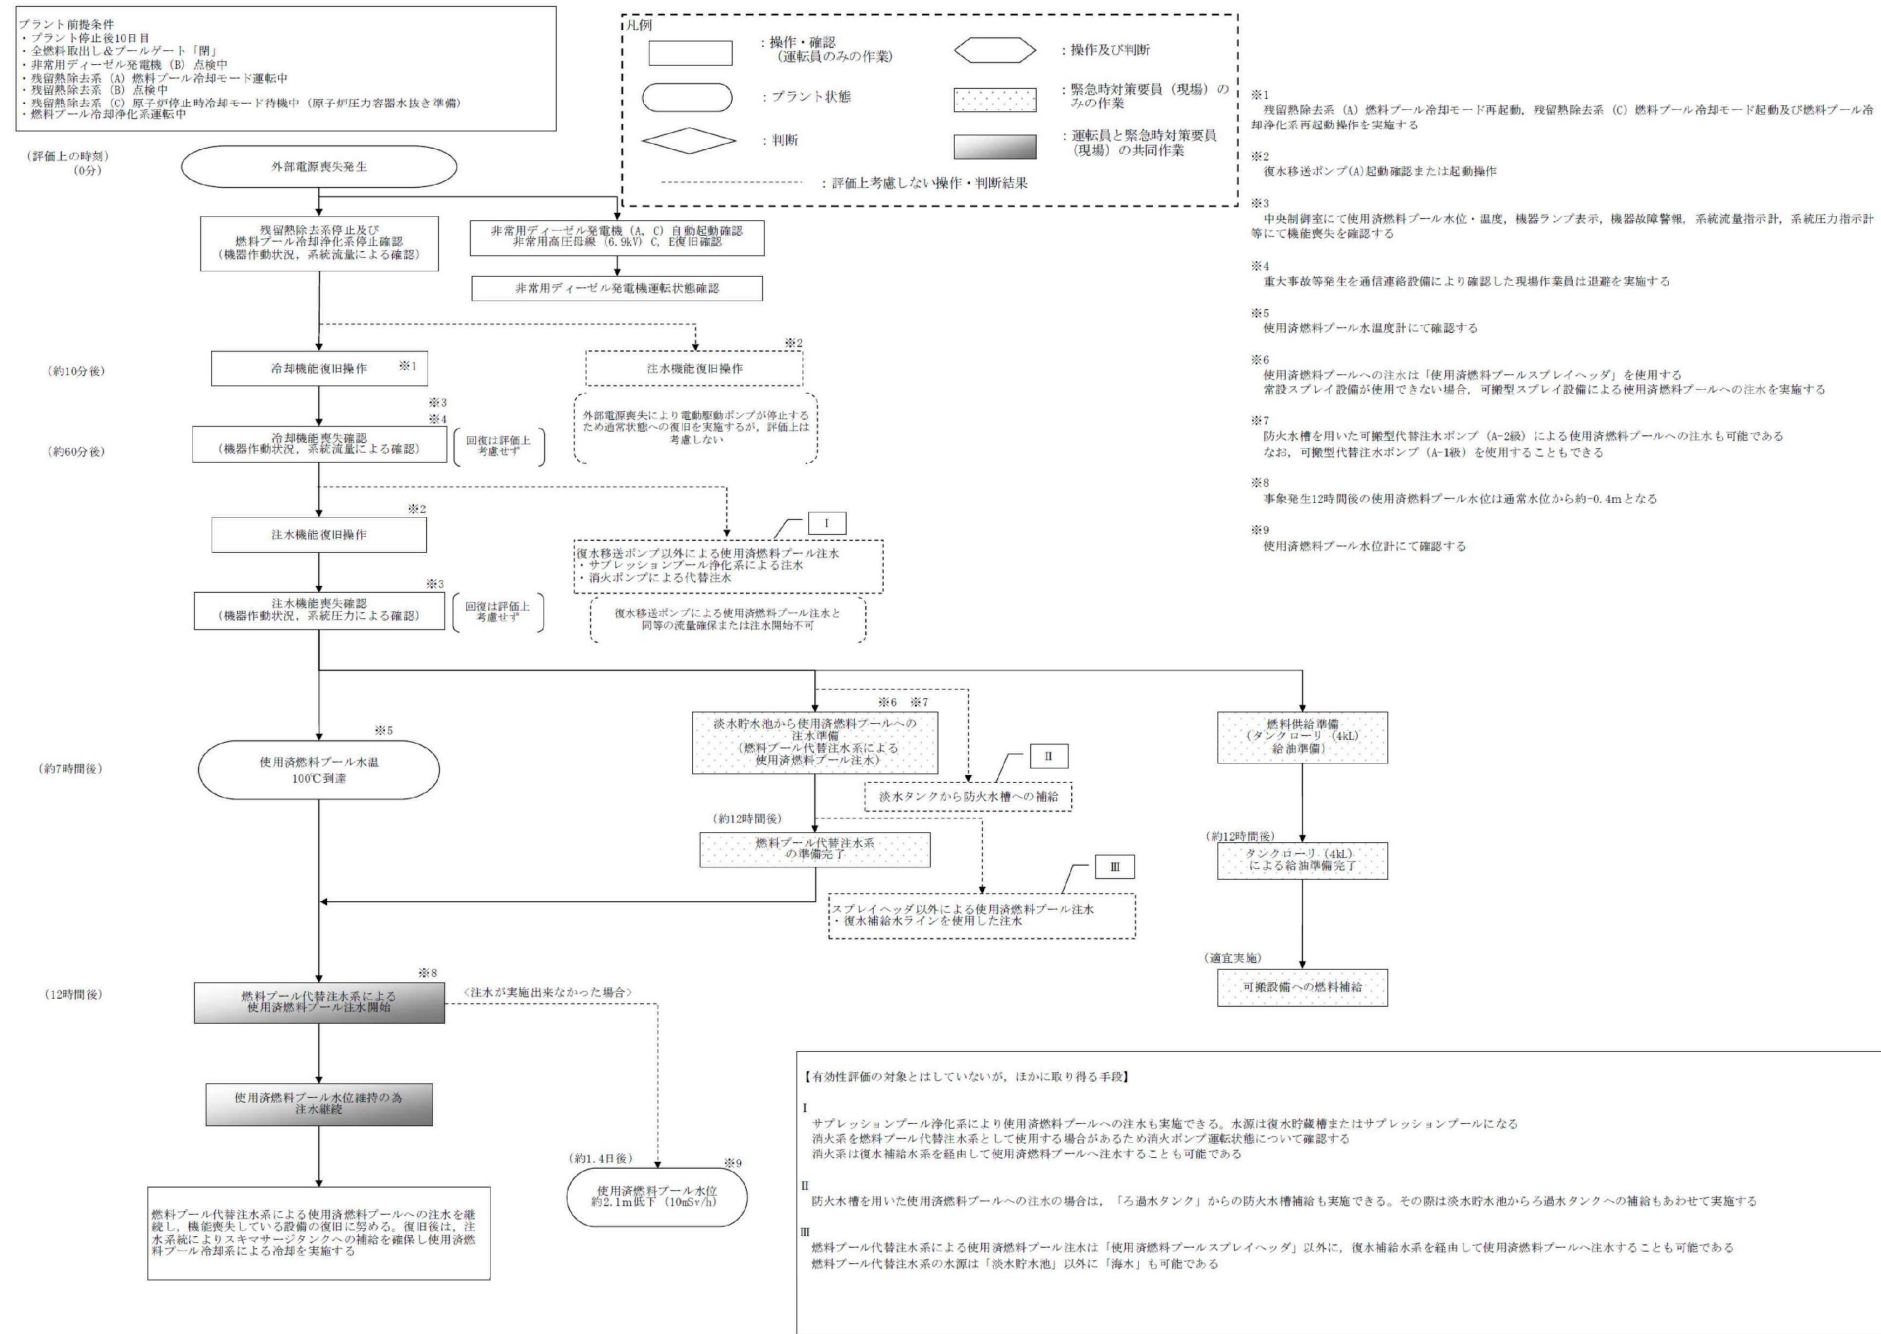 プラント前提条件
・プラント停止後10日目
・全燃料取出し&プールゲート「閉」
・非常用ディーゼル発電機（B）点検中
・残留熱除去系（A）燃料プール冷却モード運転中
・残留熱除去系（B）点検中
・残留熱除去系（C）原子炉停止時冷却モード待機中（原子炉圧力容器水抜き準備）
・燃料プール冷却浄化系運転中
凡例
：操作・確認
（運転員のみの作業）
：プラント状態
：判断
：操作及び判断
：緊急時対策要員（現場）の
みの作業
：運転員と緊急時対策要員
（現場）の共同作業
：評価上考慮しない操作・判断結果
※1
残留熱除去系（A）燃料プール冷却モード再起動，残留熱除去系（C）燃料プール冷却モード起動及び燃料プール冷
却浄化系再起動操作を実施する
※2
復水移送ポンプ(A)起動確認または起動操作
※3
中央制御室にて使用済燃料プール水位・温度，機器ランプ表示，機器故障警報，系統流量指示計，系統圧力指示計
等にて機能喪失を確認する
※4
重大事故等発生を通信連絡設備により確認した現場作業員は退避を実施する
※5
使用済燃料プール水温度計にて確認する
※6
使用済燃料プールへの注水は「使用済燃料プールスプレイヘッダ」を使用する
常設スプレイ設備が使用できない場合，可搬型スプレイ設備による使用済燃料プールへの注水を実施する
※7
防火水槽を用いた可搬型代替注水ポンプ（A-2級）による使用済燃料プールへの注水も可能である
なお，可搬型代替注水ポンプ（A-1級）を使用することもできる
※8
事象発生12時間後の使用済燃料プール水位は通常水位から約-0.4mとなる
※9
使用済燃料プール水位計にて確認する
（評価上の時刻）
（0分）
外部電源喪失発生
残留熱除去系停止及び
燃料プール冷却浄化系停止確認
（機器作動状況，系統流量による確認）
非常用ディーゼル発電機（A, C）自動起動確認
非常用高圧母線（6.9kV）C, E復旧確認
非常用ディーゼル発電機運転状態確認
（約10分後）
冷却機能復旧操作 ※1
※2
注水機能復旧操作
外部電源喪失により電動駆動ポンプが停止する
ため通常状態への復旧を実施するが，評価上は
考慮しない
※3
※4
（約60分後）
冷却機能喪失確認
（機器作動状況，系統流量による確認）
回復は評価上
考慮せず
※2
注水機能復旧操作
Ⅰ
復水移送ポンプ以外による使用済燃料プール注水
・サプレッションプール浄化系による注水
・消火ポンプによる代替注水
※3
注水機能喪失確認
（機器作動状況，系統圧力による確認）
回復は評価上
考慮せず
復水移送ポンプによる使用済燃料プール注水と
同等の流量確保または注水開始不可
※5
（約7時間後）
使用済燃料プール水温
100℃到達
※6 ※7
淡水貯水池から使用済燃料プールへの
注水準備
（燃料プール代替注水系による
使用済燃料プール注水）
Ⅱ
淡水タンクから防火水槽への補給
燃料供給準備
（タンクローリ（4kL）
給油準備）
（約12時間後）
燃料プール代替注水系
の準備完了
（約12時間後）
タンクローリ（4kL）
による給油準備完了
Ⅲ
スプレイヘッダ以外による使用済燃料プール注水
・復水補給水ラインを使用した注水
（適宜実施）
可搬設備への燃料補給
（12時間後）
※8
燃料プール代替注水系による
使用済燃料プール注水開始
<注水が実施出来なかった場合>
使用済燃料プール水位維持の為
注水継続
（約1.4日後）
※9
使用済燃料プール水位
約2.1m低下（10mSv/h）
燃料プール代替注水系による使用済燃料プールへの注水を継
続し，機能喪失している設備の復旧に努める。復旧後は，注
水系統によりスキマサージタンクへの補給を確保し使用済燃
料プール冷却系による冷却を実施する
【有効性評価の対象とはしていないが，ほかに取り得る手段】
Ⅰ
サプレッションプール浄化系により使用済燃料プールへの注水も実施できる。水源は復水貯蔵槽またはサプレッションプールになる
消火系を燃料プール代替注水系として使用する場合があるため消火ポンプ運転状態について確認する
消火系は復水補給水系を経由して使用済燃料プールへ注水することも可能である
Ⅱ
防火水槽を用いた使用済燃料プールへの注水の場合は，「ろ過水タンク」からの防火水槽補給も実施できる。その際は淡水貯水池からろ過水タンクへの補給もあわせて実施する
Ⅲ
燃料プール代替注水系による使用済燃料プール注水は「使用済燃料プールスプレイヘッダ」以外に，復水補給水系を経由して使用済燃料プールへ注水することも可能である
燃料プール代替注水系の水源は「淡水貯水池」以外に「海水」も可能である